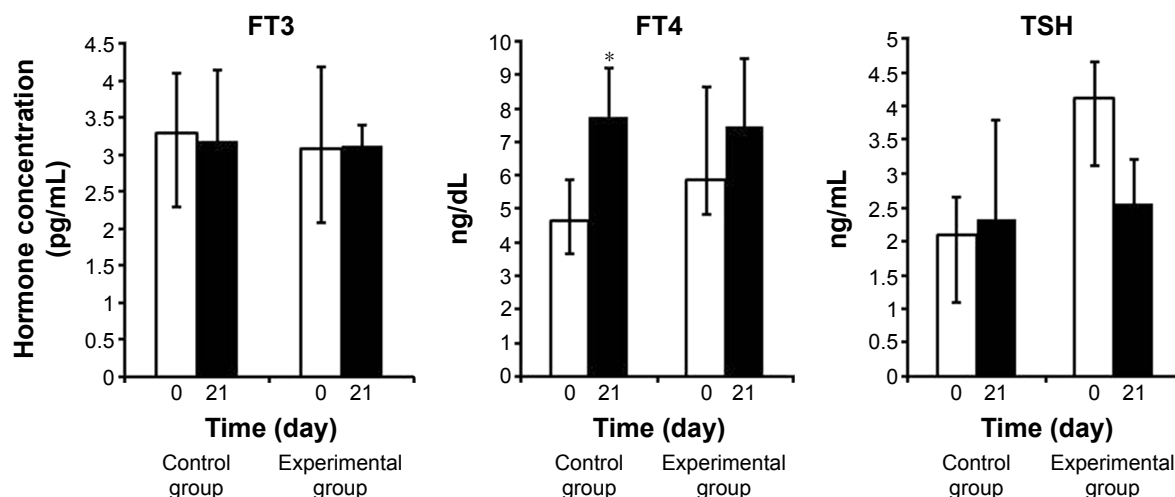 FT3
Hormone concentration
(pg/mL)
4.5
4
3.5
3
2.5
2
1.5
1
0.5
0
0 21 0 21
Time (day)
Control
group
Experimental
group
FT4
ng/dL
10
9
8
7
6
5
4
3
2
1
0
*
0 21 0 21
Time (day)
Control
group
Experimental
group
TSH
ng/mL
5
4.5
4
3.5
3
2.5
2
1.5
1
0.5
0
0 21 0 21
Time (day)
Control
group
Experimental
group